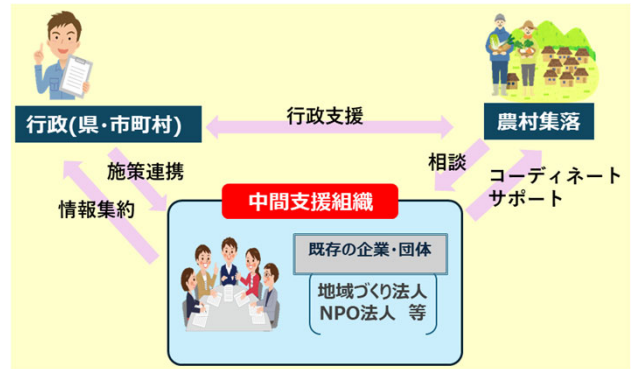 行政(県・市町村)
行政支援
農村集落
施策連携
情報集約
相談
コーディネート
サポート
中間支援組織
既存の企業・団体
地域づくり法人
NPO法人 等